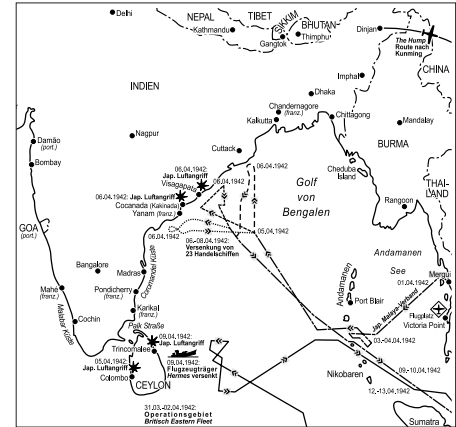 Delhi
NEPAL
TIBET
SIKKIM
BHUTAN
Kathmandu
Gangtok
Thimphu
Dinjan
The Hump
Route nach
Kunming
CHINA
INDIEN
Imphal
Dhaka
Chandernagore
(franz.)
Kalkutta
Chittagong
Mandalay
BURMA
Damão
(port.)
Bombay
Nagpur
Cuttack
06.04.1942:
Jap. Luftangriff
Visagapata
06.04.1942
06.04.1942
06.04.1942:
Jap. Luftangriff
Cocanada (Kakinada)
Yanam (franz.)
Golf
von
Bengalen
Cheduba
Island
THAI-
LAND
Rangoon
GOA
(port.)
06.04.1942
05.04.1942
06.-08.04.1942:
Versenkung von
23 Handelschiffen
Andamanen
See
Bangalore
Madras
Coromandel Küste
Mergui
01.04.1942
Mahé
(franz.)
Pondicherry
(franz.)
Karikal
(franz.)
Andamanen
Port Blair
Jap. Malaya-Verband
Flugplatz
Victoria Point
Malabar Küste
Cochin
Palk Straße
09.04.1942:
Jap. Luftangriff
Trincomalee
03.-04.04.1942
05.04.1942:
Jap. Luftangriff
Colombo
CEYLON
09.04.1942:
Flugzeugträger
Hermes versenkt
Nikobaren
09.-10.04.1942
12.-13.04.1942
31.03.-02.04.1942:
Operationsgebiet
Britisch Eastern Fleet
Sumatra